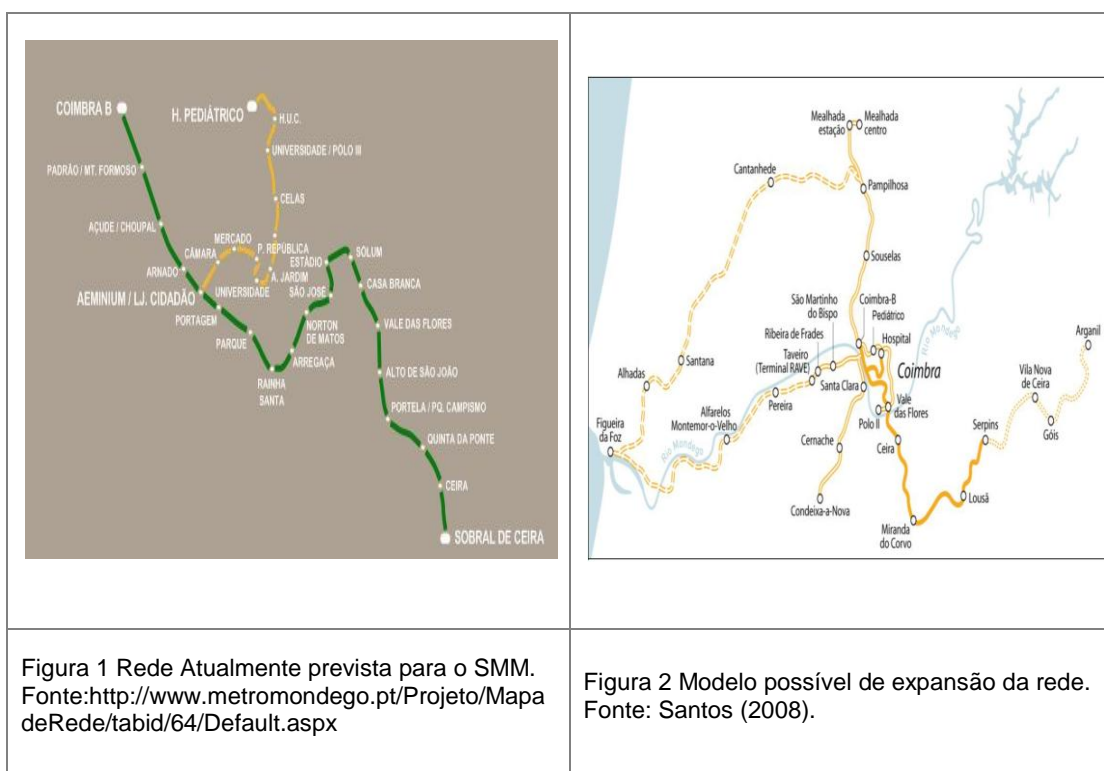 COIMBRA B
H. PEDIÁTRICO
H.U.C.
UNIVERSIDADE / PÓLO III
PADRÃO / MT. FORMOSO
CELAS
AÇUDE / CHOUPAL
MERCADO
CÂMARA
P. REPÚBLICA
ARNADO
A. JARDIM
UNIVERSIDADE
AEMINIUM / LJ. CIDADÃO
PORTAGEM
PARQUE
RAINHA
SANTA
ARREGAÇA
NORTON
DE MATOS
SÃO JOSÉ
ESTÁDIO
SOLUM
CASA BRANCA
VALE DAS FLORES
ALTO DE SÃO JOÃO
PORTELA / PQ. CAMPISMO
QUINTA DA PONTE
CEIRA
SOBRAL DE CEIRA
Mealhada
estação
Mealhada
centro
Cantanhede
Pampilhosa
Souselas
São Martinho
do Bispo
Coimbra-B
Pediátrico
Ribeira de Frades
Hospital
Rio Mondego
Taveiro
(Terminal RAVE)
Coimbra
Arganil
Santana
Alhadas
Santa Clara
Vila Nova
de Ceira
Pereira
Vale
das Flores
Alfarelos
Montemor-o-Velho
Polo II
Figueira
da Foz
Rio Mondego
Cernache
Ceira
Serpins
Góis
Condeixa-a-Nova
Lousã
Miranda
do Corvo
Figura 1 Rede Atualmente prevista para o SMM.
Fonte:http://www.metromondego.pt/Projeto/Mapa
deRede/tabid/64/Default.aspx
Figura 2 Modelo possível de expansão da rede.
Fonte: Santos (2008).